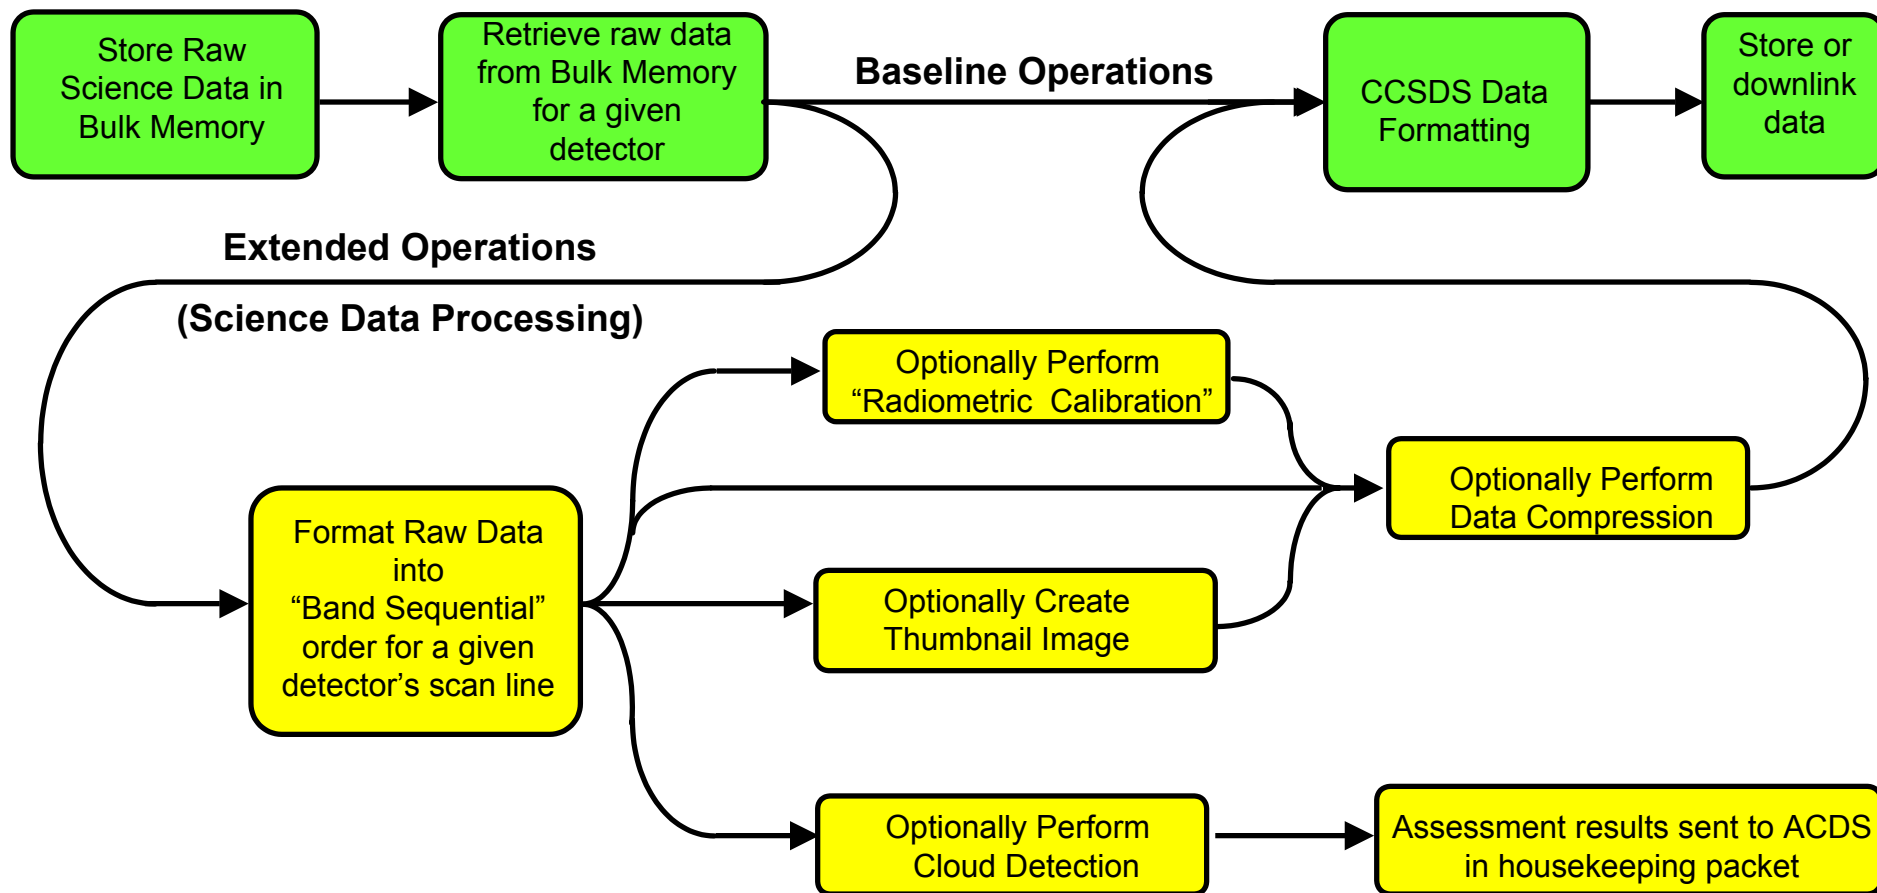 Store Raw
Science Data in
Bulk Memory
Retrieve raw data
from Bulk Memory
for a given
detector
Baseline Operations
CCSDS Data
Formatting
Store or
downlink
data
Extended Operations
(Science Data Processing)
Optionally Perform
“Radiometric Calibration”
Optionally Perform
Data Compression
Format Raw Data
into
“Band Sequential”
order for a given
detector’s scan line
Optionally Create
Thumbnail Image
Optionally Perform
Cloud Detection
Assessment results sent to ACDS
in housekeeping packet